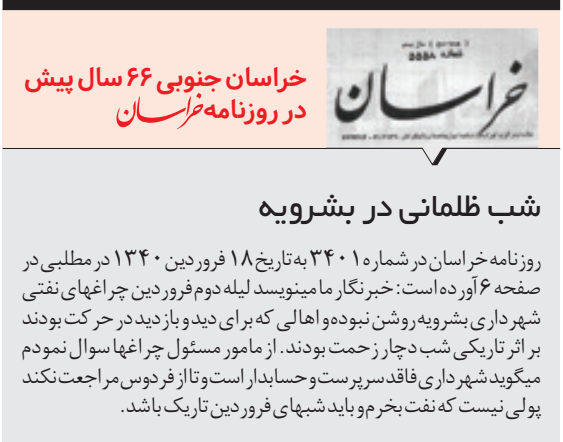 خراسان جنوبی ۶۶ سال پیش
در روزنامه خراسان
خراسان
شب ظلمانی در بشرویه
روزنامه خراسان در شماره ۳۴۰۱ به تاریخ ۱۸ فروردین ۱۳۴۰ در مطلبی در
صفحه ۶ آورده است: خبرنگار ما مینویسد لیله دوم فروردین چراغهای نفتی
شهرداری بشرویه روشن نبوده و اهالی که برای دید و بازدید در حرکت بودند
بر اثر تاریکی شب دچار زحمت بودند. از مامور مسئول چراغها سوال نمودم
میگوید شهرداری فاقد سرپرست و حسابدار است و تا از فردوس مراجعت نکند
پولی نیست که نفت بخرم و باید شبهای فروردین تاریک باشد.